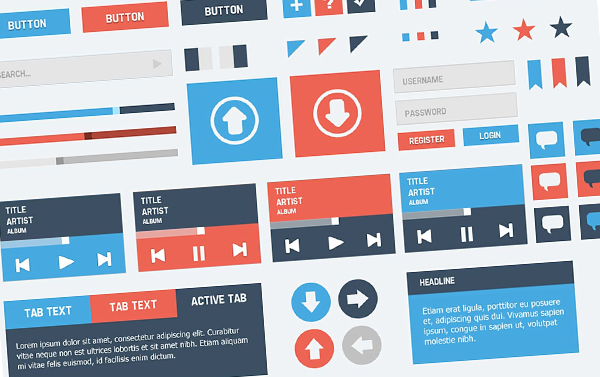 BUTTON
BUTTON
BUTTON
SEARCH...
USERNAME
PASSWORD
REGISTER
LOGIN
TITLE
ARTIST
ALBUM
TITLE
ARTIST
ALBUM
TITLE
ARTIST
ALBUM
TITLE
ARTIST
ALBUM
TAB TEXT
TAB TEXT
ACTIVE TAB
Lorem ipsum dolor sit amet, consectetur adipiscing elit. Curabitur
vitae neque non est ultrices lobortis et sit amet nibh. Etiam aliquam
mi vitae felis euismod, id facilisis enim dictum.
HEADLINE
Etiam erat ligula, porttitor eu posuere
et, adipiscing quis dui. Vivamus sapien
ipsum, congue in sapien ut, volutpat
molestie nibh.